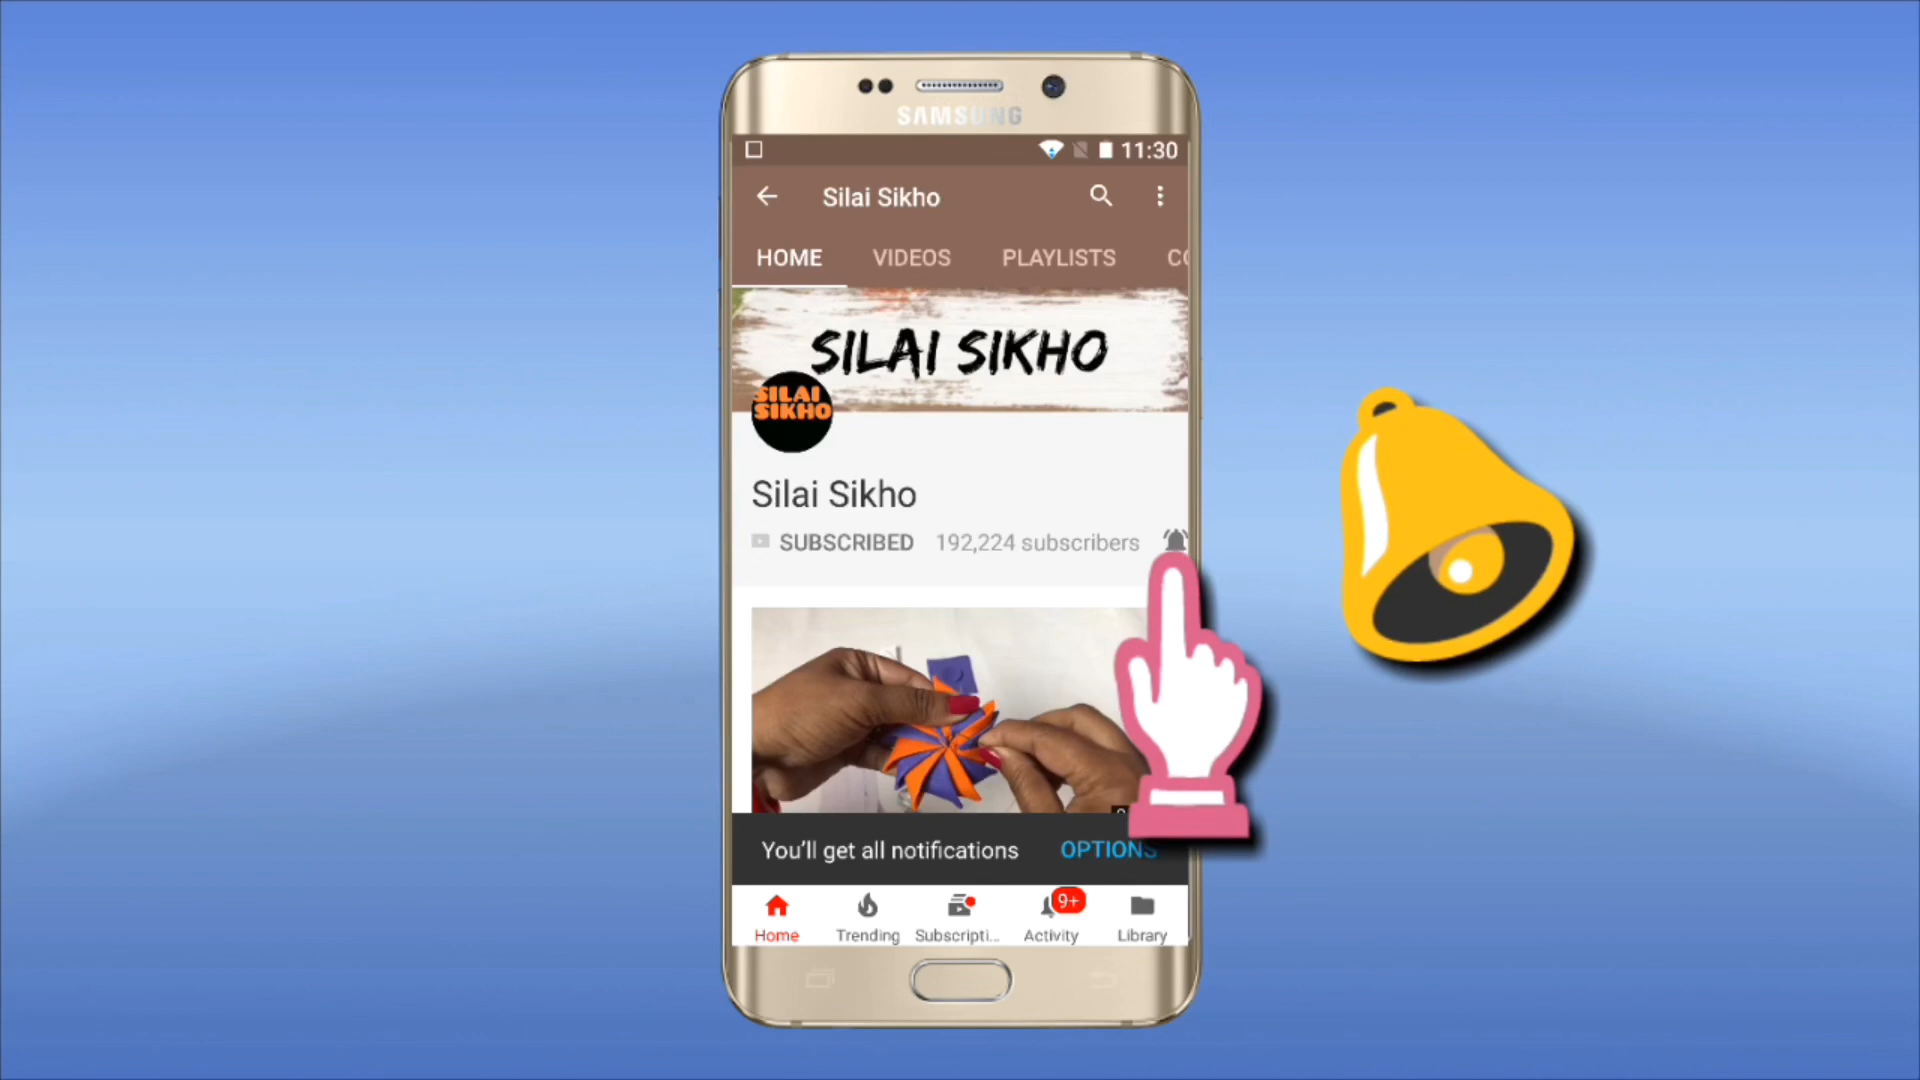 SAMSUNG
11:30
Silai Sikho
HOME VIDEOS PLAYLISTS
SILAI SIKHO
SILAI
SIKHO
Silai Sikho
SUBSCRIBED 192,224 subscribers
You'll get all notifications OPTIONS
9+
Home Trending Subscripti... Activity Library